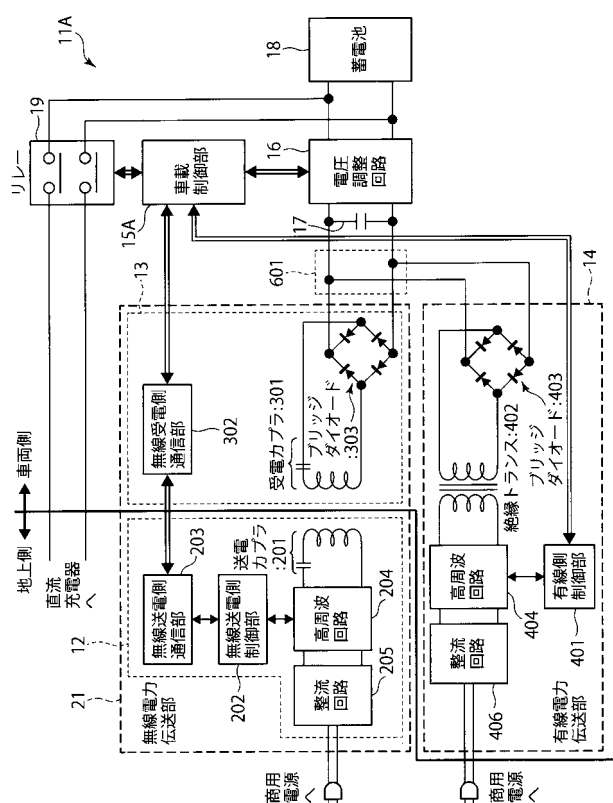 11A
リレー
19
車載
制御部
15A
電圧
調整
回路
16
蓄電池
18
17
601
13
14
地上側
車両側
直流
充電器
へ
無線受電側
通信部
302
受電カプラ:301
ブリッジ
ダイオード
:303
無線送電側
通信部
203
無線送電側
制御部
202
送電
カプラ
:201
高周波
回路
204
整流
回路
205
12
21
無線電力
伝送部
商用
電源
へ
絶縁トランス:402
ブリッジ
ダイオード:403
高周波
回路
404
有線側
制御部
401
整流
回路
406
有線電力
伝送部
商用
電源
へ